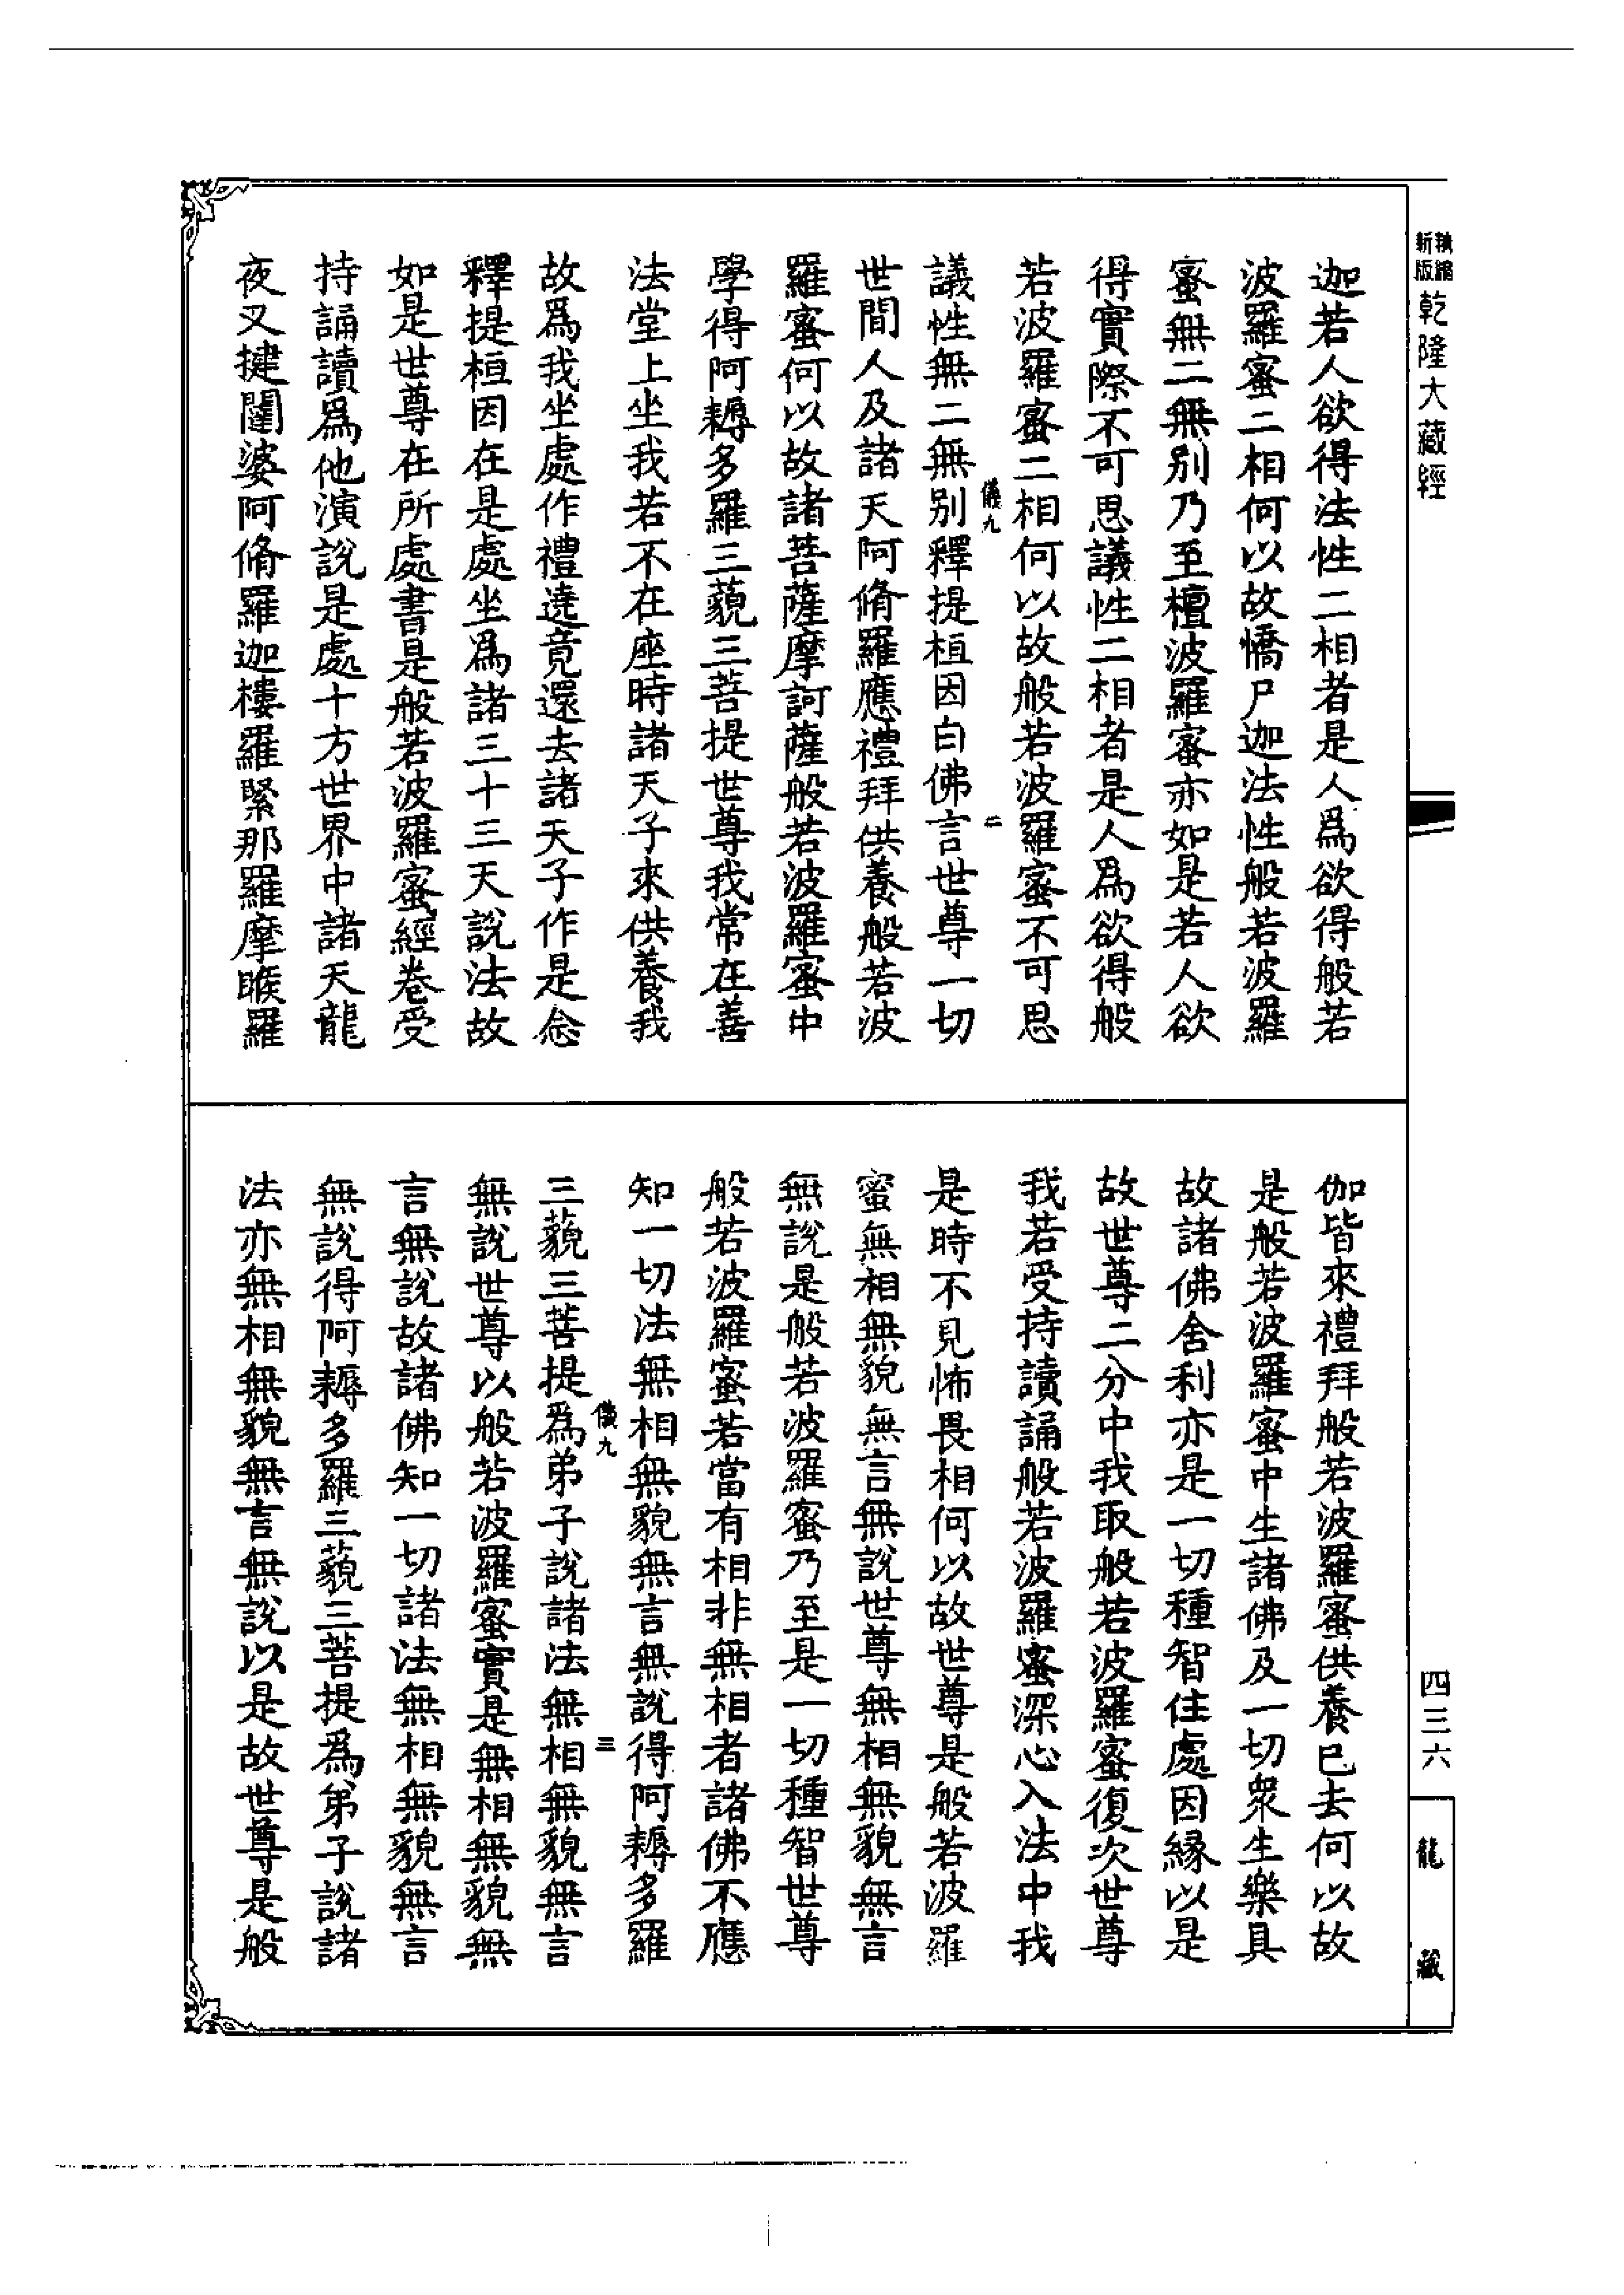 新版精縮乾隆大藏經
迦若人欲得法性二相者是人爲欲得般若
波羅蜜二相何以故憍尸迦法性般若波羅
蜜無二無別乃至檀波羅蜜亦如是若人欲
得實際不可思議性二相者是人爲欲得般
若波羅蜜二相何以故般若波羅蜜不可思
儀九 二
議性無二無別釋提桓因白佛言世尊一切
世間人及諸天阿脩羅應禮拜供養般若波
羅蜜何以故諸菩薩摩訶薩般若波羅蜜中
學得阿耨多羅三藐三菩提世尊我常在善
法堂上坐我若不在座時諸天子來供養我
故爲我坐處作禮遶竟還去諸天子作是念
釋提桓因在是處坐爲諸三十三天說法故
如是世尊在所處書是般若波羅蜜經卷受
持誦讀爲他演說是處十方世界中諸天龍
夜叉揵闥婆阿脩羅迦樓羅緊那羅摩睺羅
伽皆來禮拜般若波羅蜜供養已去何以故
是般若波羅蜜中生諸佛及一切衆生樂具
故諸佛舍利亦是一切種智住處因緣以是
故世尊二分中我取般若波羅蜜復次世尊
我若受持讀誦般若波羅蜜深心入法中我
是時不見怖畏相何以故世尊是般若波羅
蜜無相無貌無言無說世尊無相無貌無言
無說是般若波羅蜜乃至是一切種智世尊
般若波羅蜜若當有相非無相者諸佛不應
知一切法無相無貌無言無說得阿耨多羅
儀九 三
三藐三菩提爲弟子說諸法無相無貌無言
無說世尊以般若波羅蜜實是無相無貌無
言無說故諸佛知一切諸法無相無貌無言
無說得阿耨多羅三藐三菩提爲弟子說諸
法亦無相無貌無言無說以是故世尊是般
四三六
龍藏